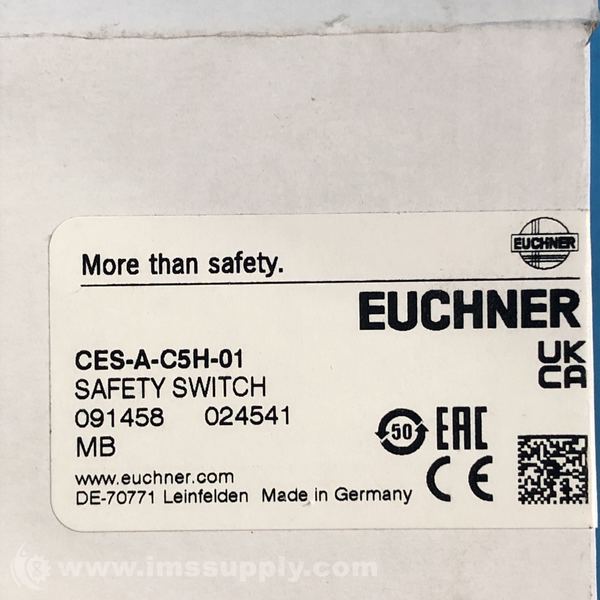 EUCHNER
More than safety.
EUCHNER
CES-A-C5H-01
UK
CA
SAFETY SWITCH
091458 024541
50 EAC
MB
CE
www.euchner.com
DE-70771 Leinfelden Made in Germany
www.imssupply.com